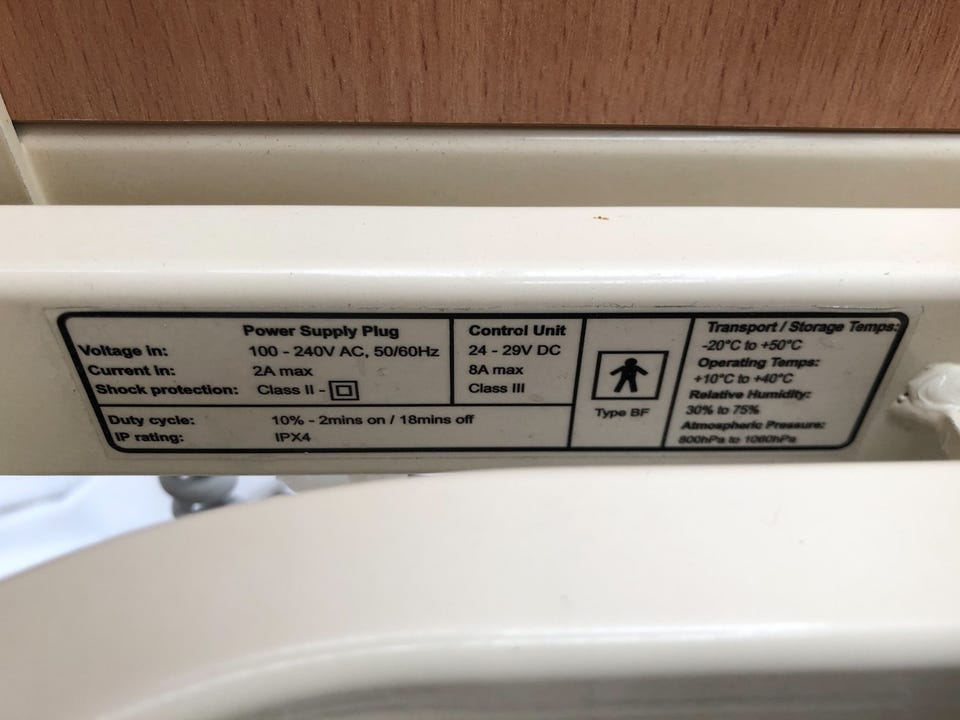 Power Supply Plug
Voltage in: 100 - 240V AC, 50/60Hz
Current in: 2A max
Shock protection: Class II -
Duty cycle: 10% - 2mins on / 18mins off
IP rating: IPX4
Control Unit
24 - 29V DC
8A max
Class III
Type BF
Transport / Storage Temps:
-20°C to +50°C
Operating Temps:
+10°C to +40°C
Relative Humidity:
30% to 75%
Atmospheric Pressure:
800hPa to 1060hPa